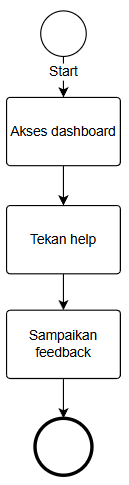 Start
Akses dashboard
Tekan help
Sampaikan
feedback